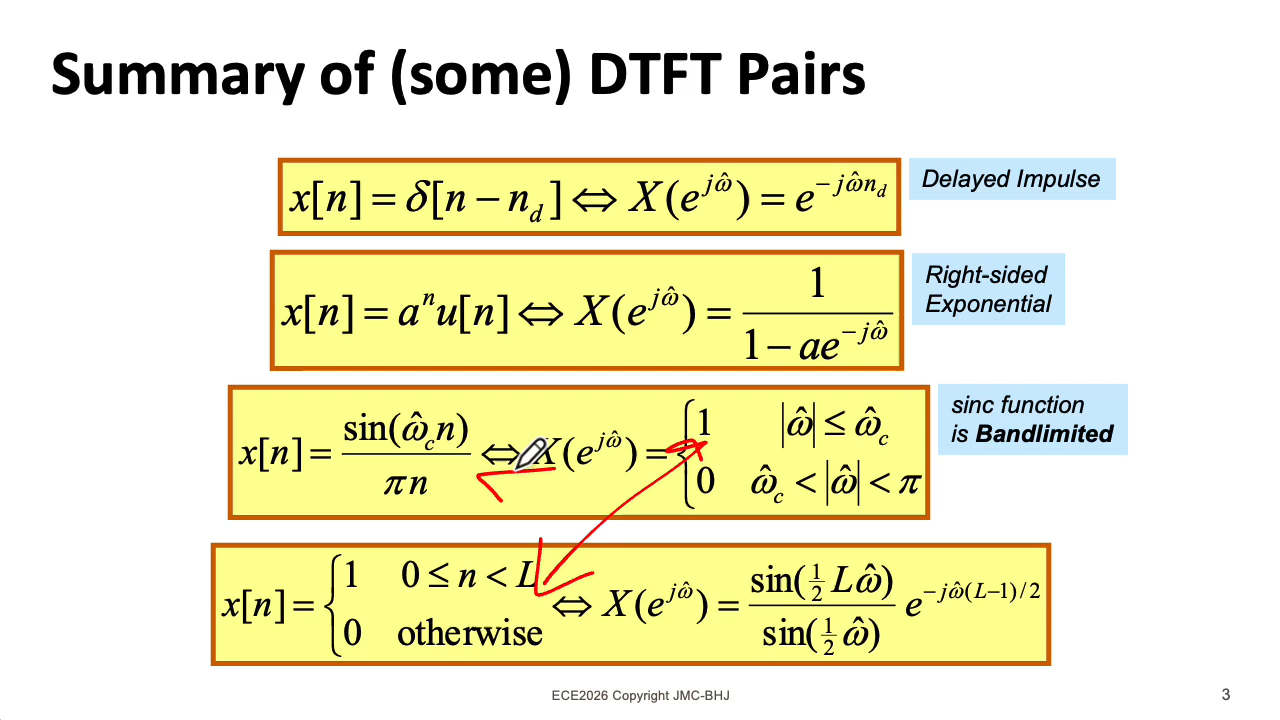 Summary of (some) DTFT Pairs
x[n] = δ[n − n_d] ⇔ X(e^{jω̂}) = e^{−jω̂n_d}
Delayed Impulse
x[n] = a^n u[n] ⇔ X(e^{jω̂}) = 1 / (1 − ae^{−jω̂})
Right-sided
Exponential
x[n] = sin(ω̂_c n) / (πn) ⇔ X(e^{jω̂}) = { 1 |ω̂| ≤ ω̂_c
0 ω̂_c < |ω̂| < π
sinc function
is Bandlimited
x[n] = { 1 0 ≤ n < L
0 otherwise
⇔ X(e^{jω̂}) = sin(½Lω̂) / sin(½ω̂) e^{−jω̂(L−1)/2}
ECE2026 Copyright JMC-BHJ
3